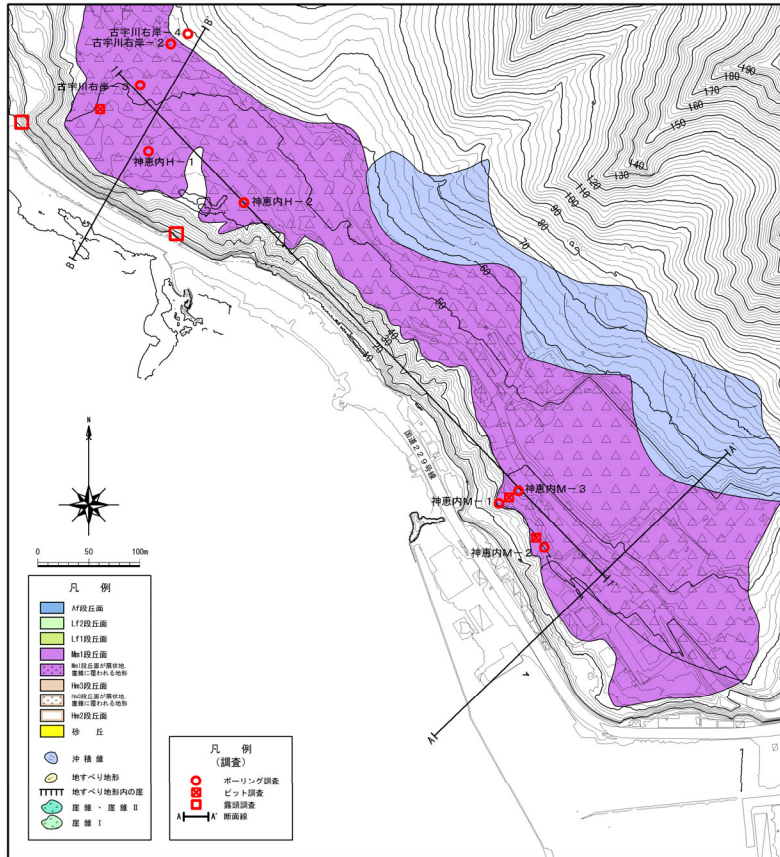 B'
古宇川右岸-4
古宇川右岸-2
古宇川右岸-3
神恵内H-1
神恵内H-2
B
190
180
170
160
150
140
130
120
110
100
90
80
70
60
50
40
30
20
10
国道229号線
神恵内M-3
神恵内M-1
神恵内M-2
A'
A
N
0 50 100m
凡 例
Af段丘面
Lf2段丘面
Lf1段丘面
Mm1段丘面
Mm1段丘面が扇状地、
崖錐に覆われる地形
Hm3段丘面
Hm3段丘面が扇状地、
崖錐に覆われる地形
Hm2段丘面
砂 丘
沖 積 錐
地すべり地形
地すべり地形内の崖
崖 錐 ・ 崖 錐 Ⅱ
崖 錐 Ⅰ
凡 例
(調査)
ボーリング調査
ピット調査
露頭調査
A A' 断面線